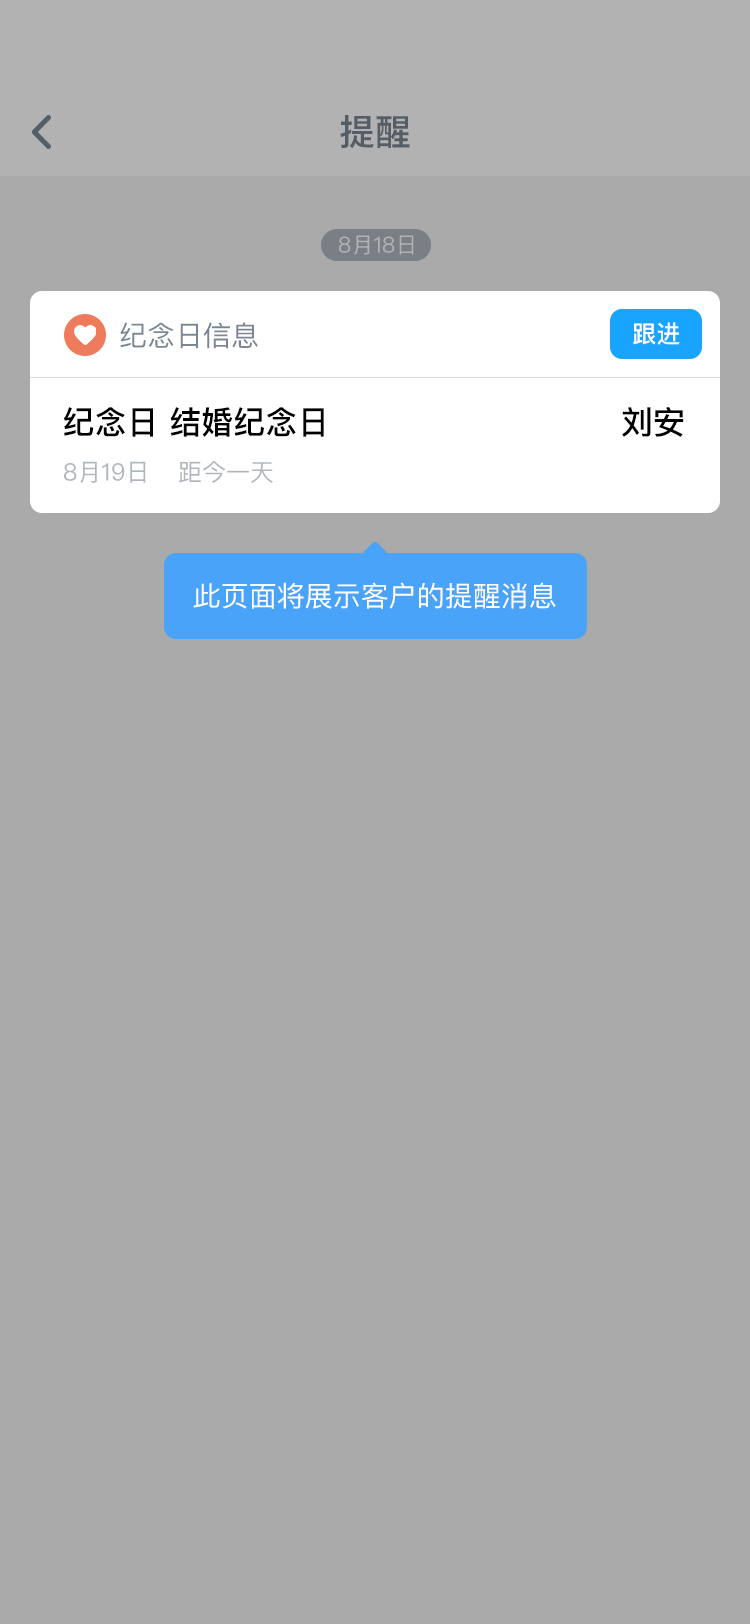 提醒
8月18日
纪念日信息 跟进
纪念日 结婚纪念日 刘安
8月19日 距今一天
此页面将展示客户的提醒消息